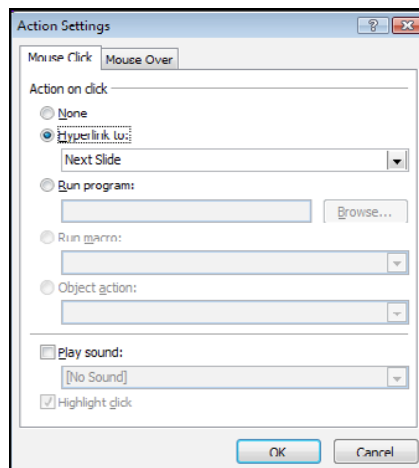 Action Settings
Mouse Click Mouse Over
Action on click
None
Hyperlink to:
Next Slide
Run program:
Browse...
Run macro:
Object action:
Play sound:
[No Sound]
Highlight click
OK Cancel